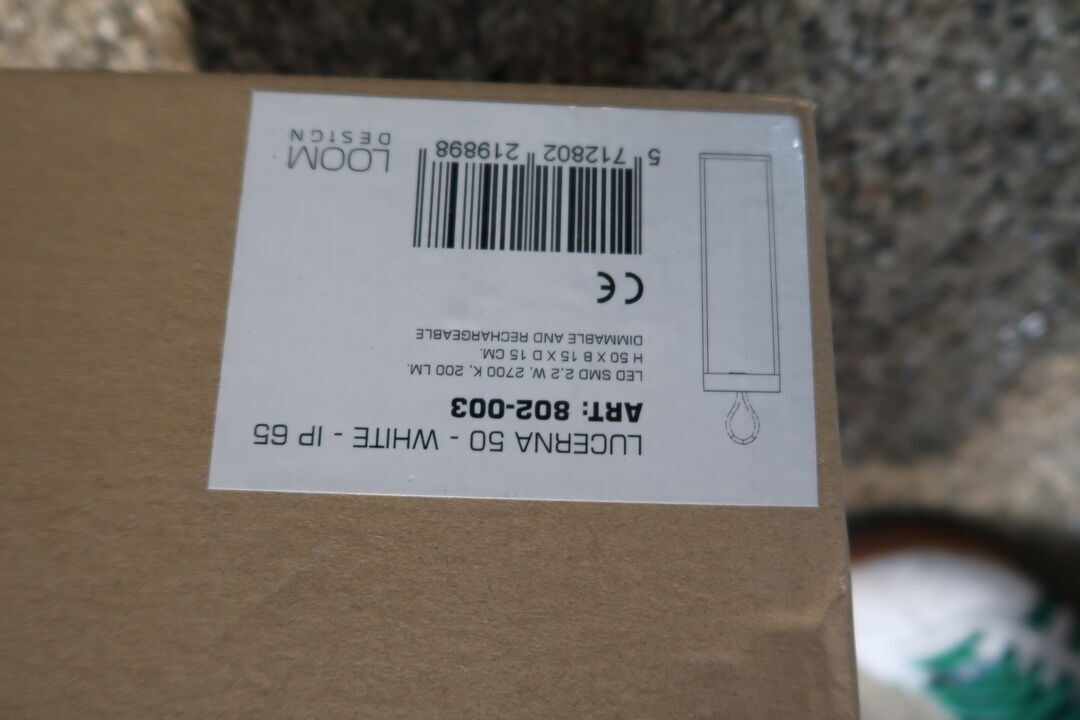 LUCERNA 50 - WHITE - IP 65
ART: 802-003
LED SMD 2.2 W, 2700 K, 200 LM.
H 50 X B 15 X D 15 CM.
DIMMABLE AND RECHARGEABLE
CE
5 712802 219898
LOOM
DESIGN